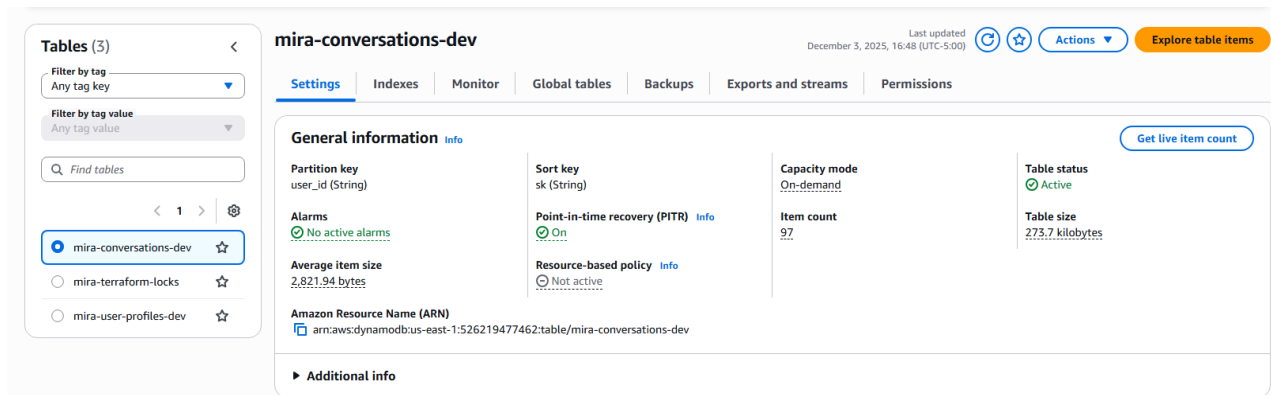 Tables (3)
Filter by tag
Any tag key
Filter by tag value
Any tag value
Find tables
1
mira-conversations-dev
mira-terraform-locks
mira-user-profiles-dev
mira-conversations-dev
Last updated
December 3, 2025, 16:48 (UTC-5:00)
Actions
Explore table items
Settings Indexes Monitor Global tables Backups Exports and streams Permissions
General information Info
Get live item count
Partition key
user_id (String)
Sort key
sk (String)
Capacity mode
On-demand
Table status
Active
Alarms
No active alarms
Point-in-time recovery (PITR) Info
On
Item count
97
Table size
273.7 kilobytes
Average item size
2,821.94 bytes
Resource-based policy Info
Not active
Amazon Resource Name (ARN)
arn:aws:dynamodb:us-east-1:526219477462:table/mira-conversations-dev
Additional info